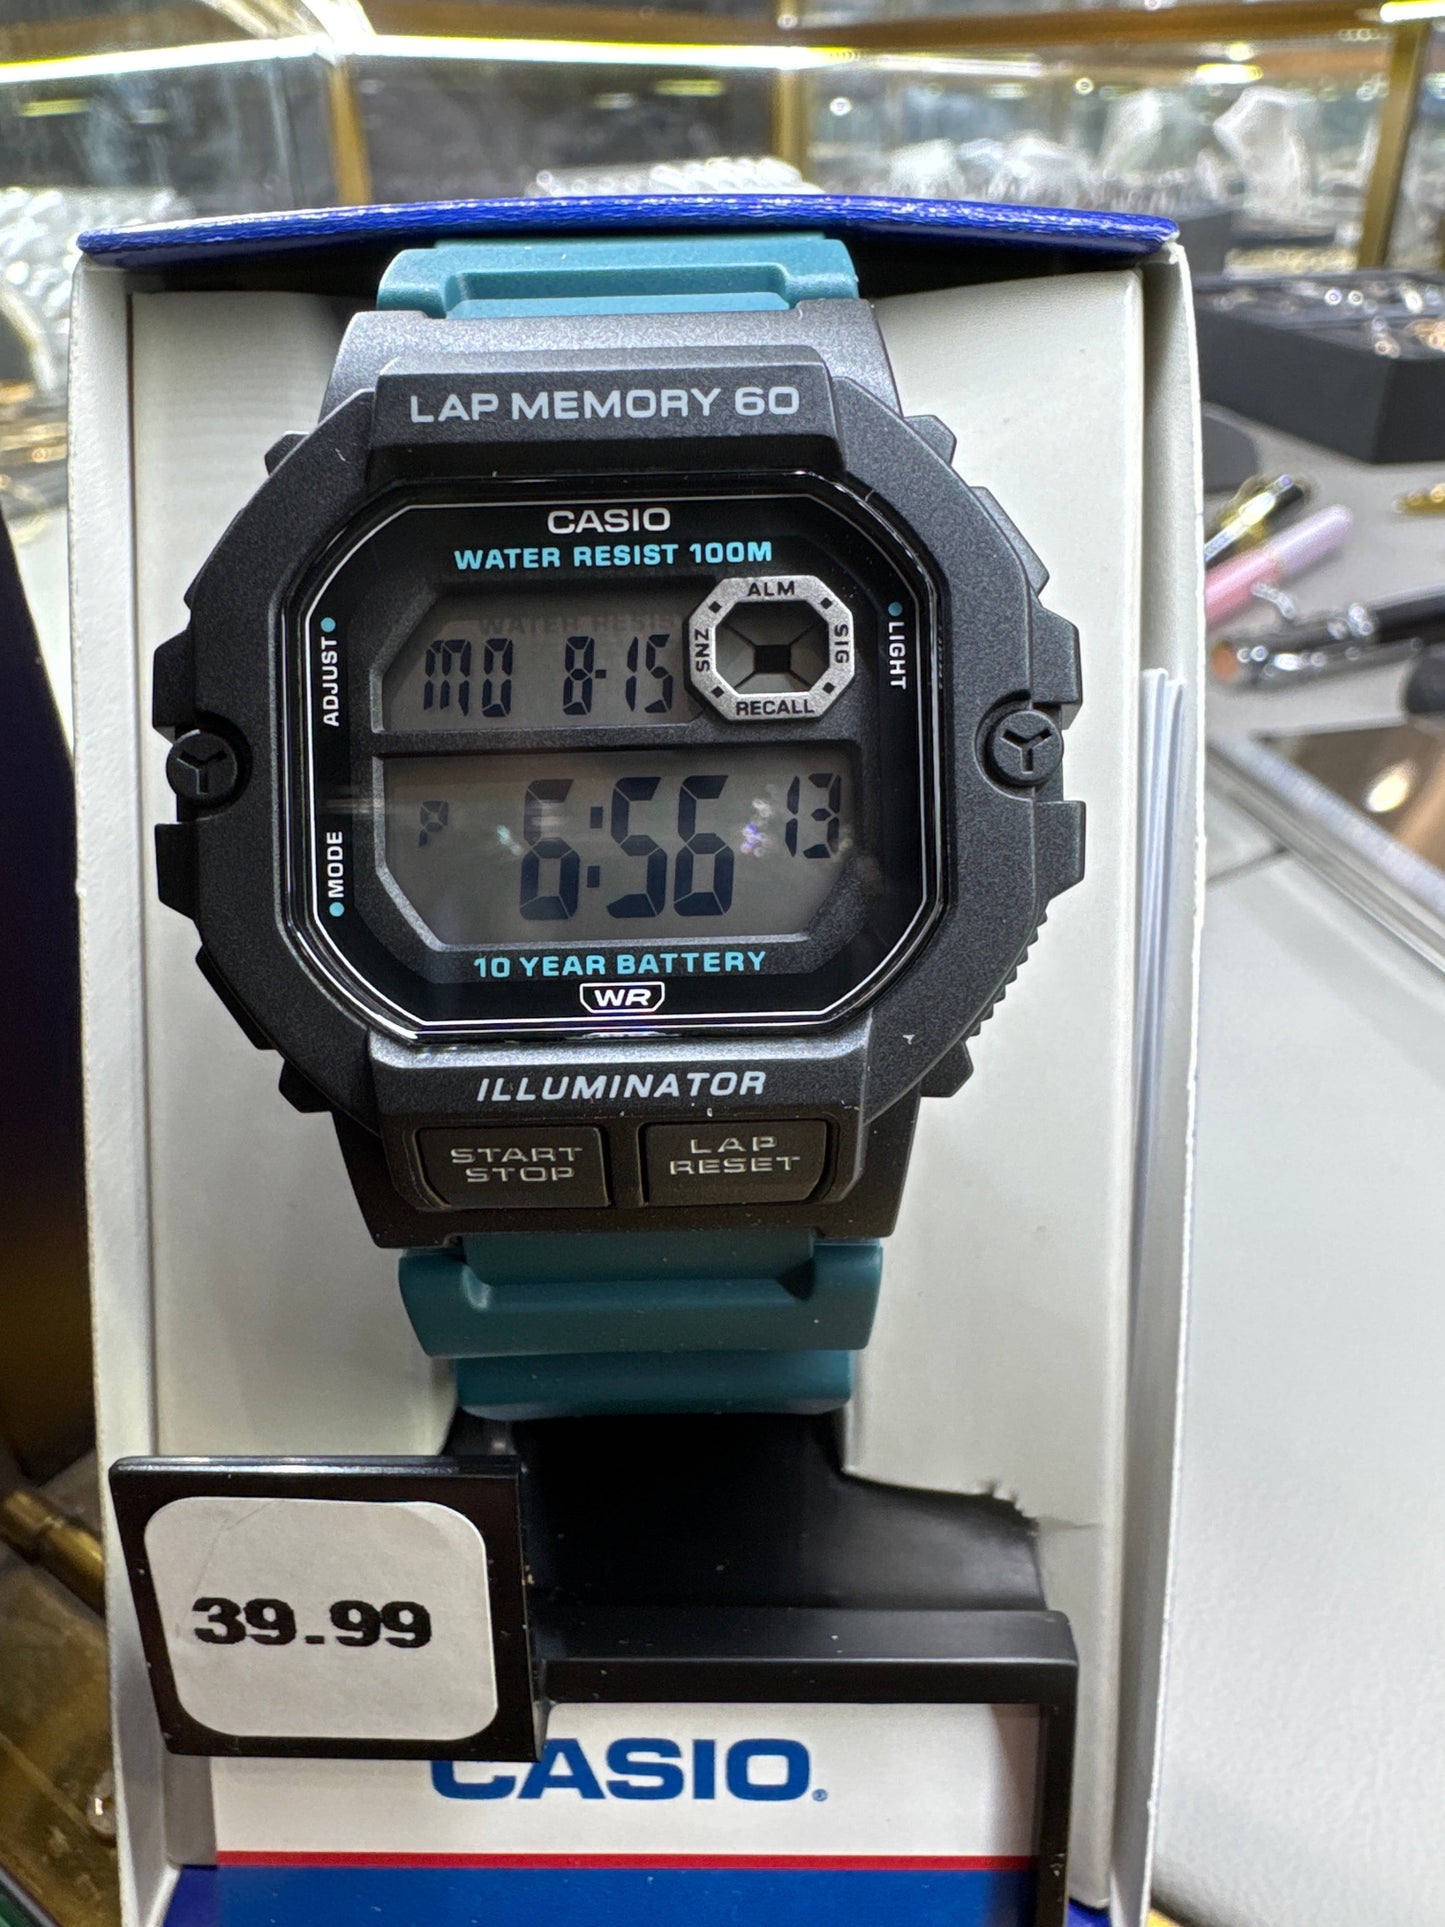 LAP MEMORY 60
CASIO
WATER RESIST 100M
ALM
SIG
SNZ
RECALL
ADJUST
LIGHT
MO 8-15
P 6:56 13
MODE
10 YEAR BATTERY
WR
ILLUMINATOR
START
STOP
LAP
RESET
39.99
CASIO®